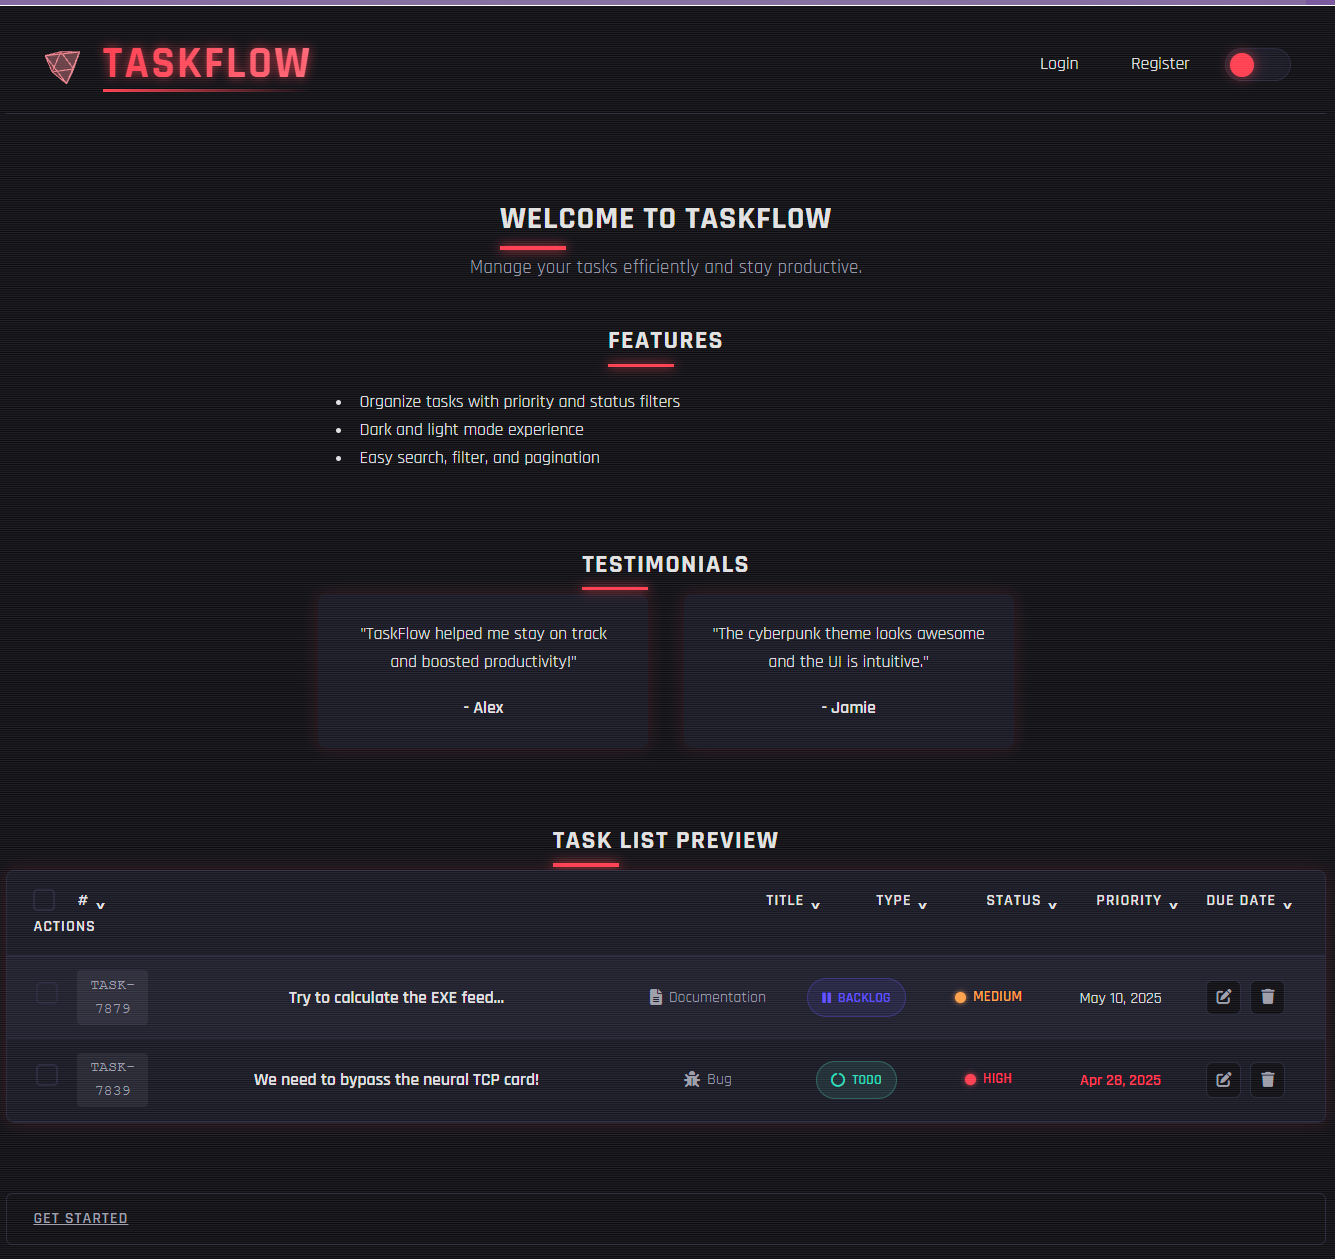 TASKFLOW
Login Register
WELCOME TO TASKFLOW
Manage your tasks efficiently and stay productive.
FEATURES
• Organize tasks with priority and status filters
• Dark and light mode experience
• Easy search, filter, and pagination
TESTIMONIALS
"TaskFlow helped me stay on track
and boosted productivity!"
- Alex
"The cyberpunk theme looks awesome
and the UI is intuitive."
- Jamie
TASK LIST PREVIEW
# TITLE TYPE STATUS PRIORITY DUE DATE
ACTIONS
TASK-
7879
Try to calculate the EXE feed... Documentation BACKLOG MEDIUM May 10, 2025
TASK-
7839
We need to bypass the neural TCP card! Bug TODO HIGH Apr 28, 2025
GET STARTED